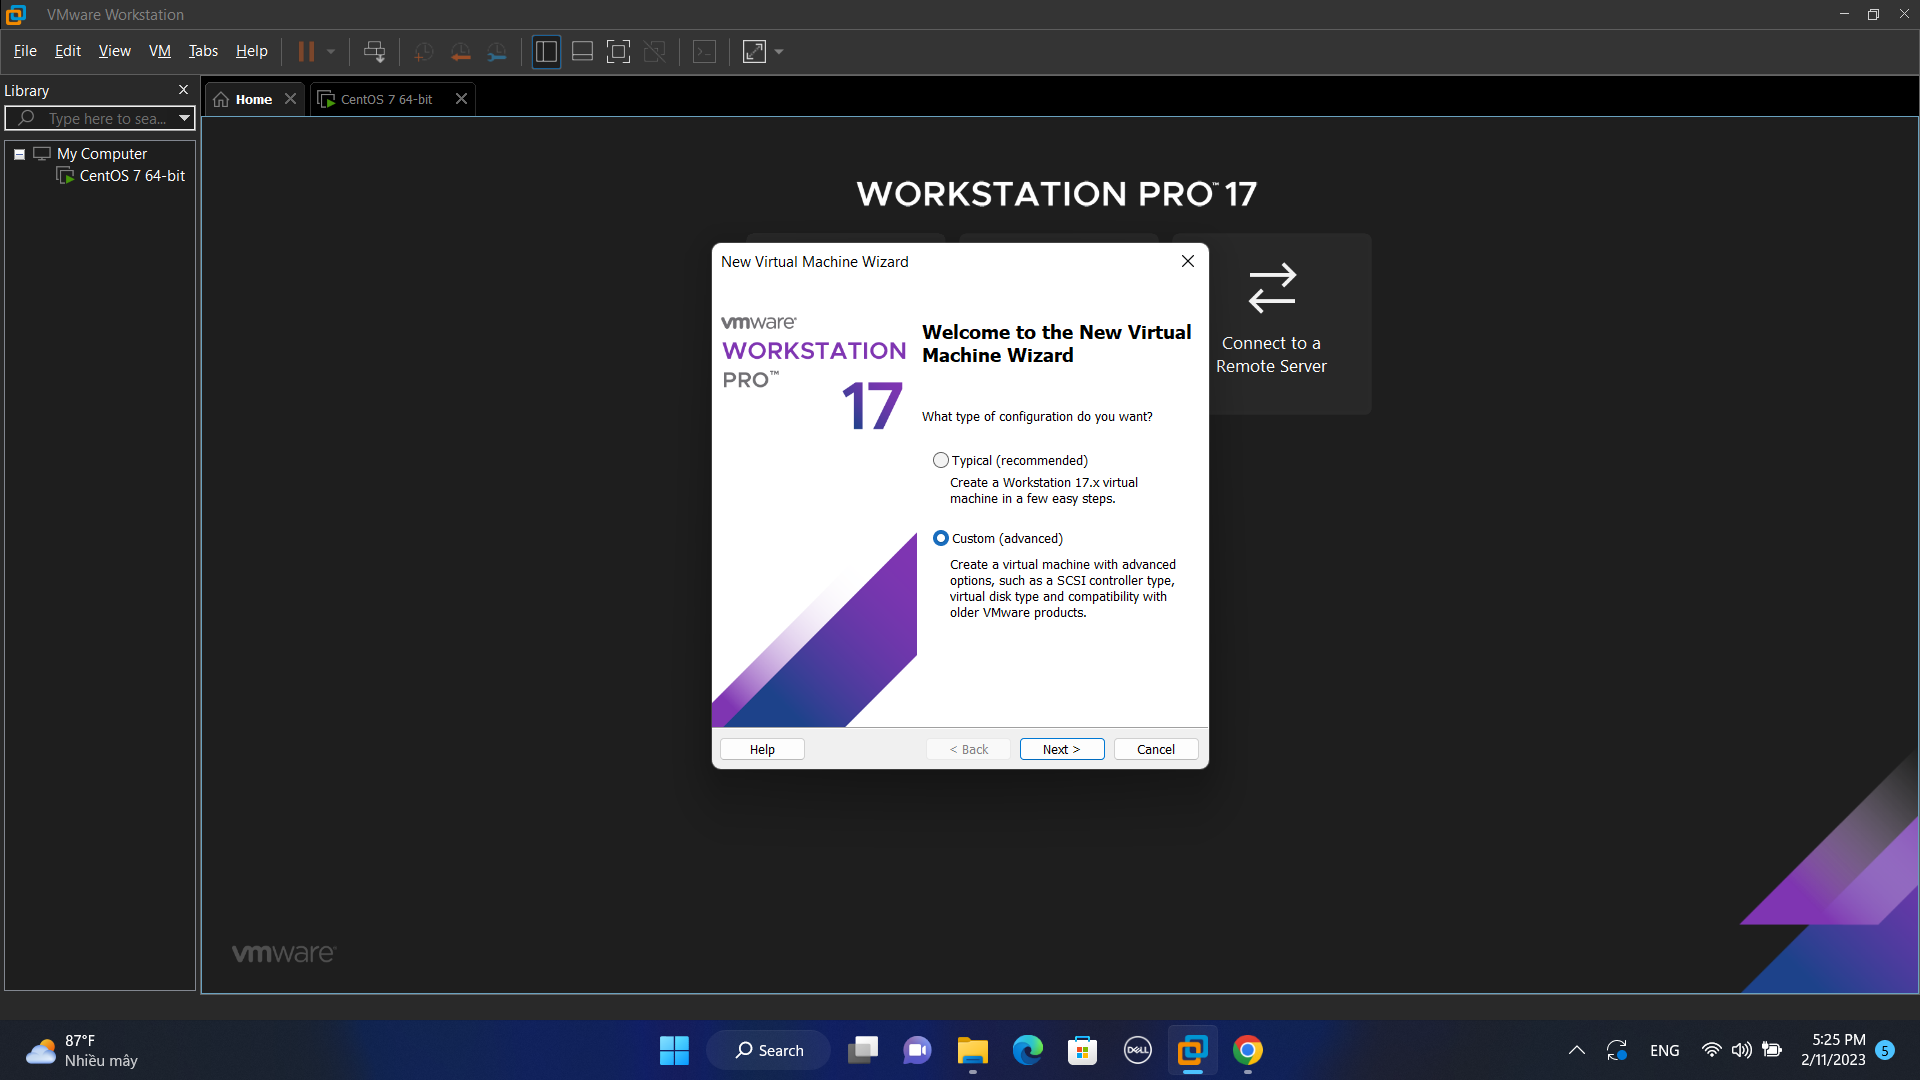 VMware Workstation
File Edit View VM Tabs Help
Library
Type here to sea...
My Computer
CentOS 7 64-bit
Home
CentOS 7 64-bit
WORKSTATION PRO™ 17
Connect to a
Remote Server
New Virtual Machine Wizard
vmware®
WORKSTATION
PRO™
17
Welcome to the New Virtual
Machine Wizard
What type of configuration do you want?
Typical (recommended)
Create a Workstation 17.x virtual
machine in a few easy steps.
Custom (advanced)
Create a virtual machine with advanced
options, such as a SCSI controller type,
virtual disk type and compatibility with
older VMware products.
Help < Back Next > Cancel
vmware®
87°F
Nhiều mây
Search
DELL
ENG
5:25 PM
2/11/2023
5